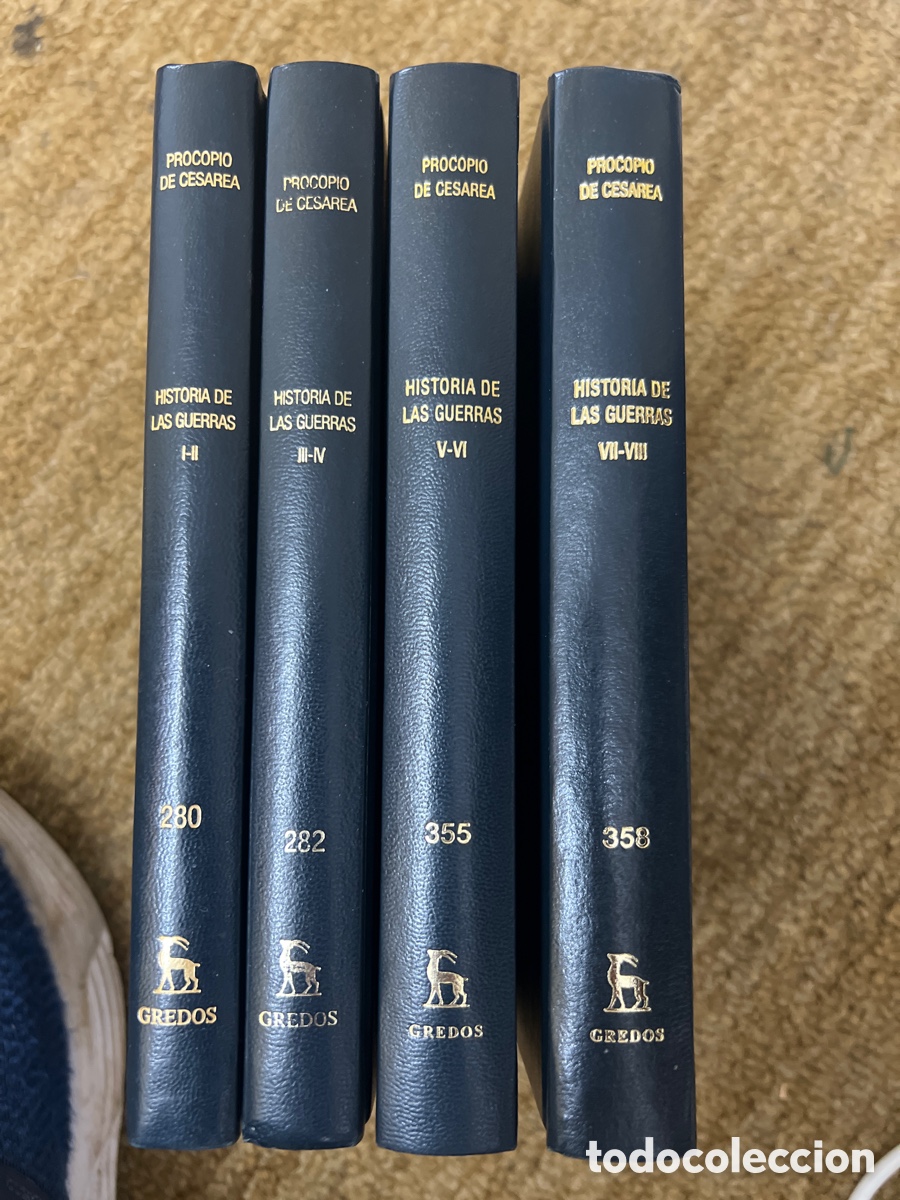 PROCOPIO
DE CESAREA
HISTORIA DE
LAS GUERRAS
I-II
280
GREDOS
PROCOPIO
DE CESAREA
HISTORIA DE
LAS GUERRAS
III-IV
282
GREDOS
PROCOPIO
DE CESAREA
HISTORIA DE
LAS GUERRAS
V-VI
355
GREDOS
PROCOPIO
DE CESAREA
HISTORIA DE
LAS GUERRAS
VII-VIII
358
GREDOS
todocoleccion